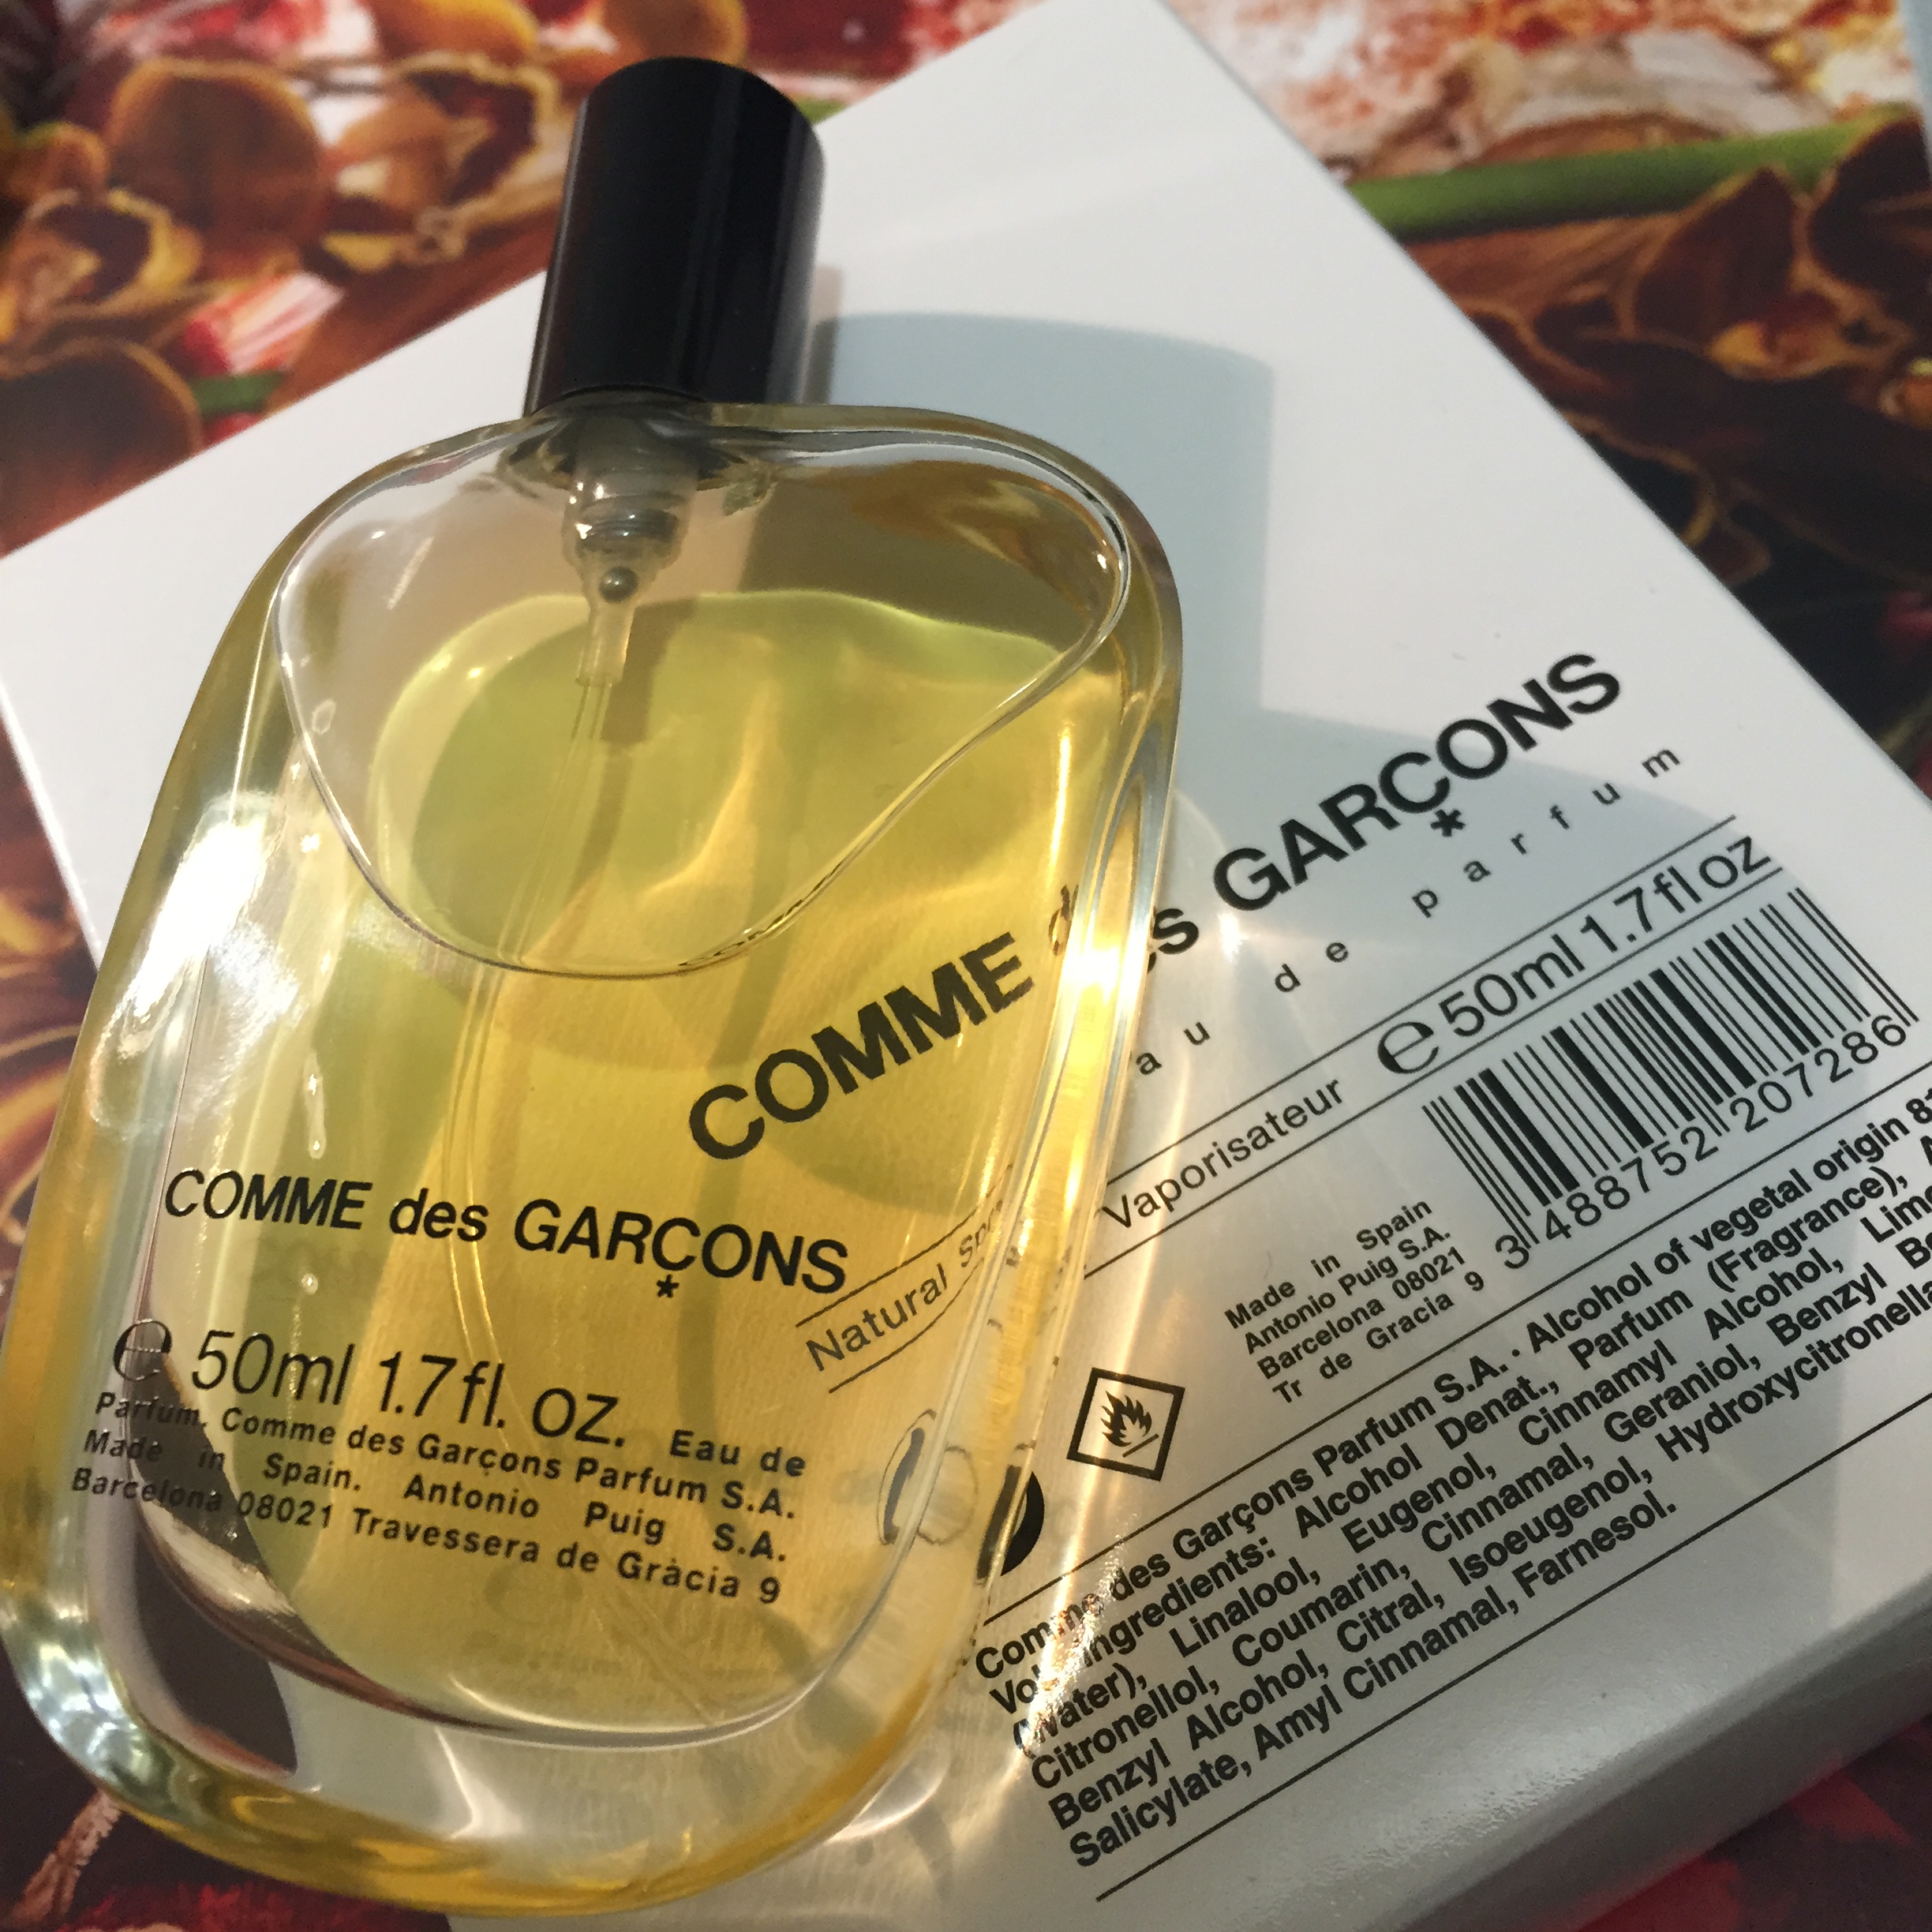 COMME des GARÇONS
*
e 50ml 1.7fl. oz. Eau de
Parfum. Comme des Garçons Parfum S.A.
Made in Spain. Antonio Puig S.A.
Barcelona 08021 Travessera de Gràcia 9
COMME des GARÇONS
*
au de parfum
Natural Vaporisateur e 50ml 1.7fl oz
3 488752 207286
Made in Spain
Antonio Puig S.A.
Barcelona 08021
Tr de Gracia 9
Comme des Garçons Parfum S.A. · Alcohol of vegetal origin
Vol. Ingredients: Alcohol Denat., Parfum (Fragrance),
(Water), Linalool, Eugenol, Cinnamyl Alcohol,
Citronellol, Coumarin, Cinnamal, Geraniol, Benzyl
Benzyl Alcohol, Citral, Isoeugenol,
Salicylate, Amyl Cinnamal, Farnesol.